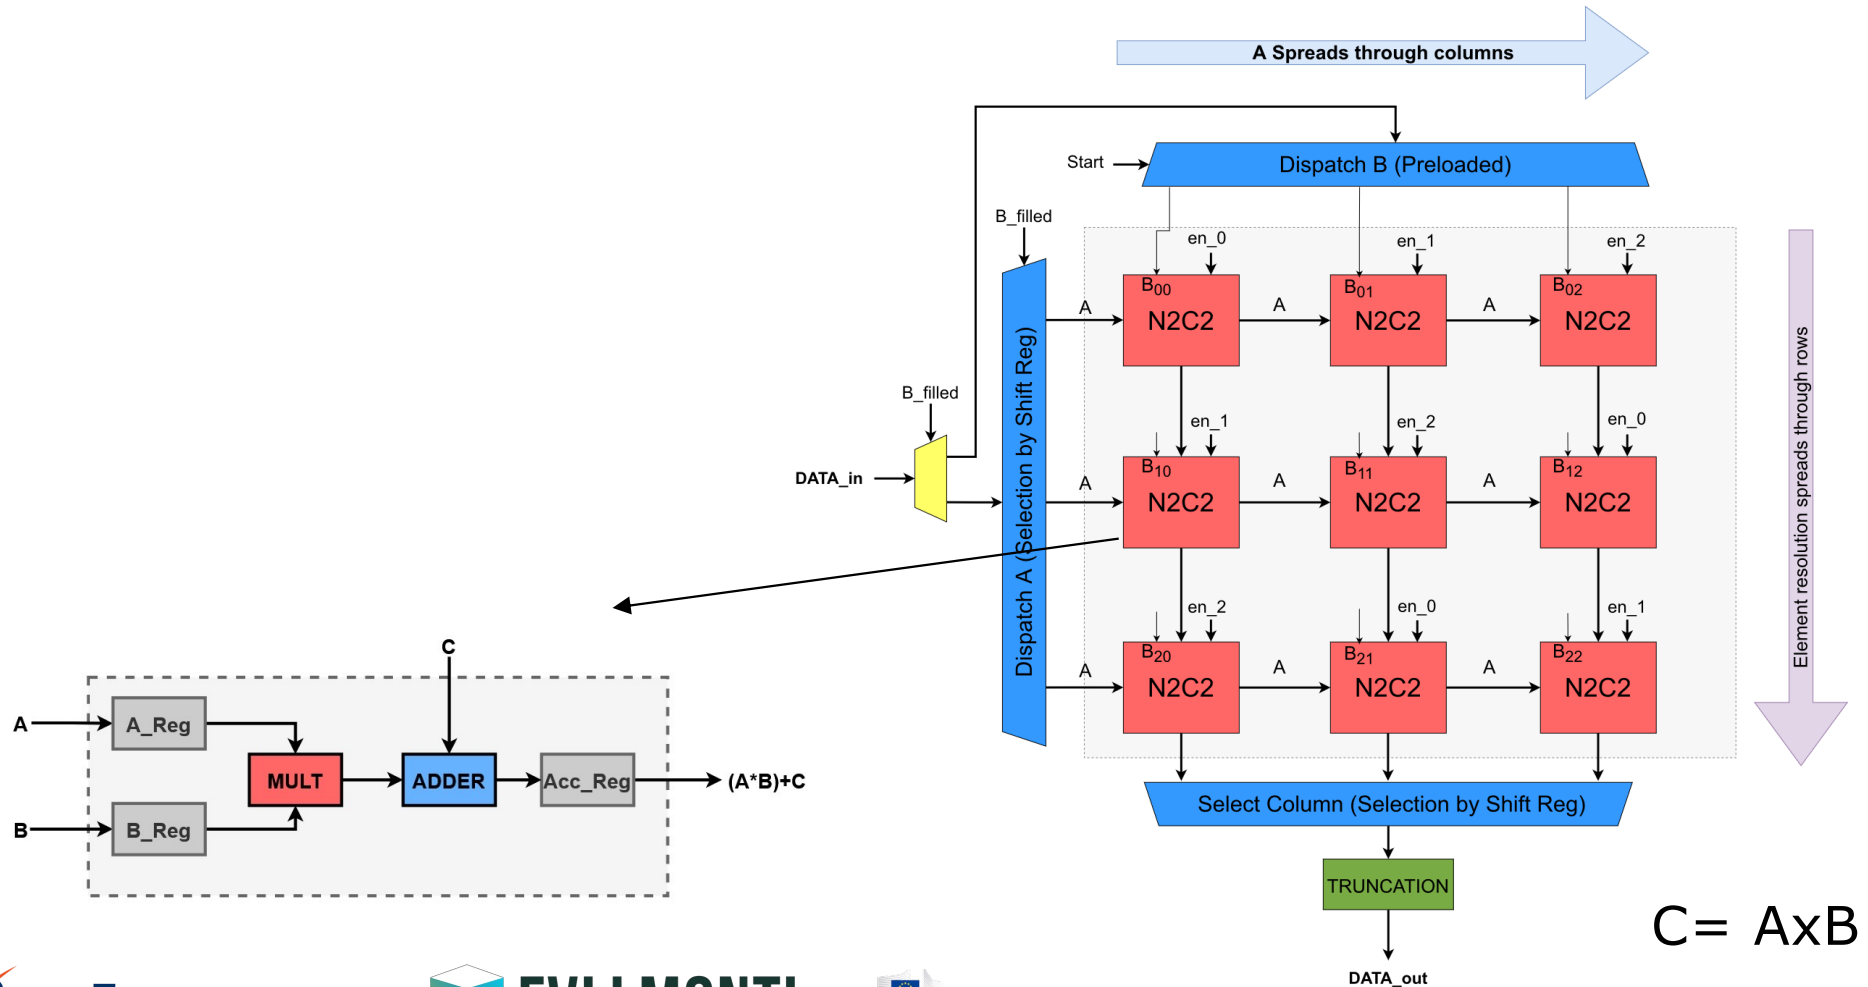 A Spreads through columns
Start
Dispatch B (Preloaded)
B_filled
en_0
en_1
en_2
B00
B01
B02
A
N2C2
A
N2C2
A
N2C2
B_filled
en_1
en_2
en_0
DATA_in
B10
B11
B12
A
N2C2
A
N2C2
A
N2C2
Dispatch A (Selection by Shift Reg)
Element resolution spreads through rows
en_2
en_0
en_1
B20
B21
B22
A
N2C2
A
N2C2
A
N2C2
C
A
A_Reg
MULT
ADDER
Acc_Reg
(A*B)+C
B
B_Reg
Select Column (Selection by Shift Reg)
TRUNCATION
C= AxB
DATA_out